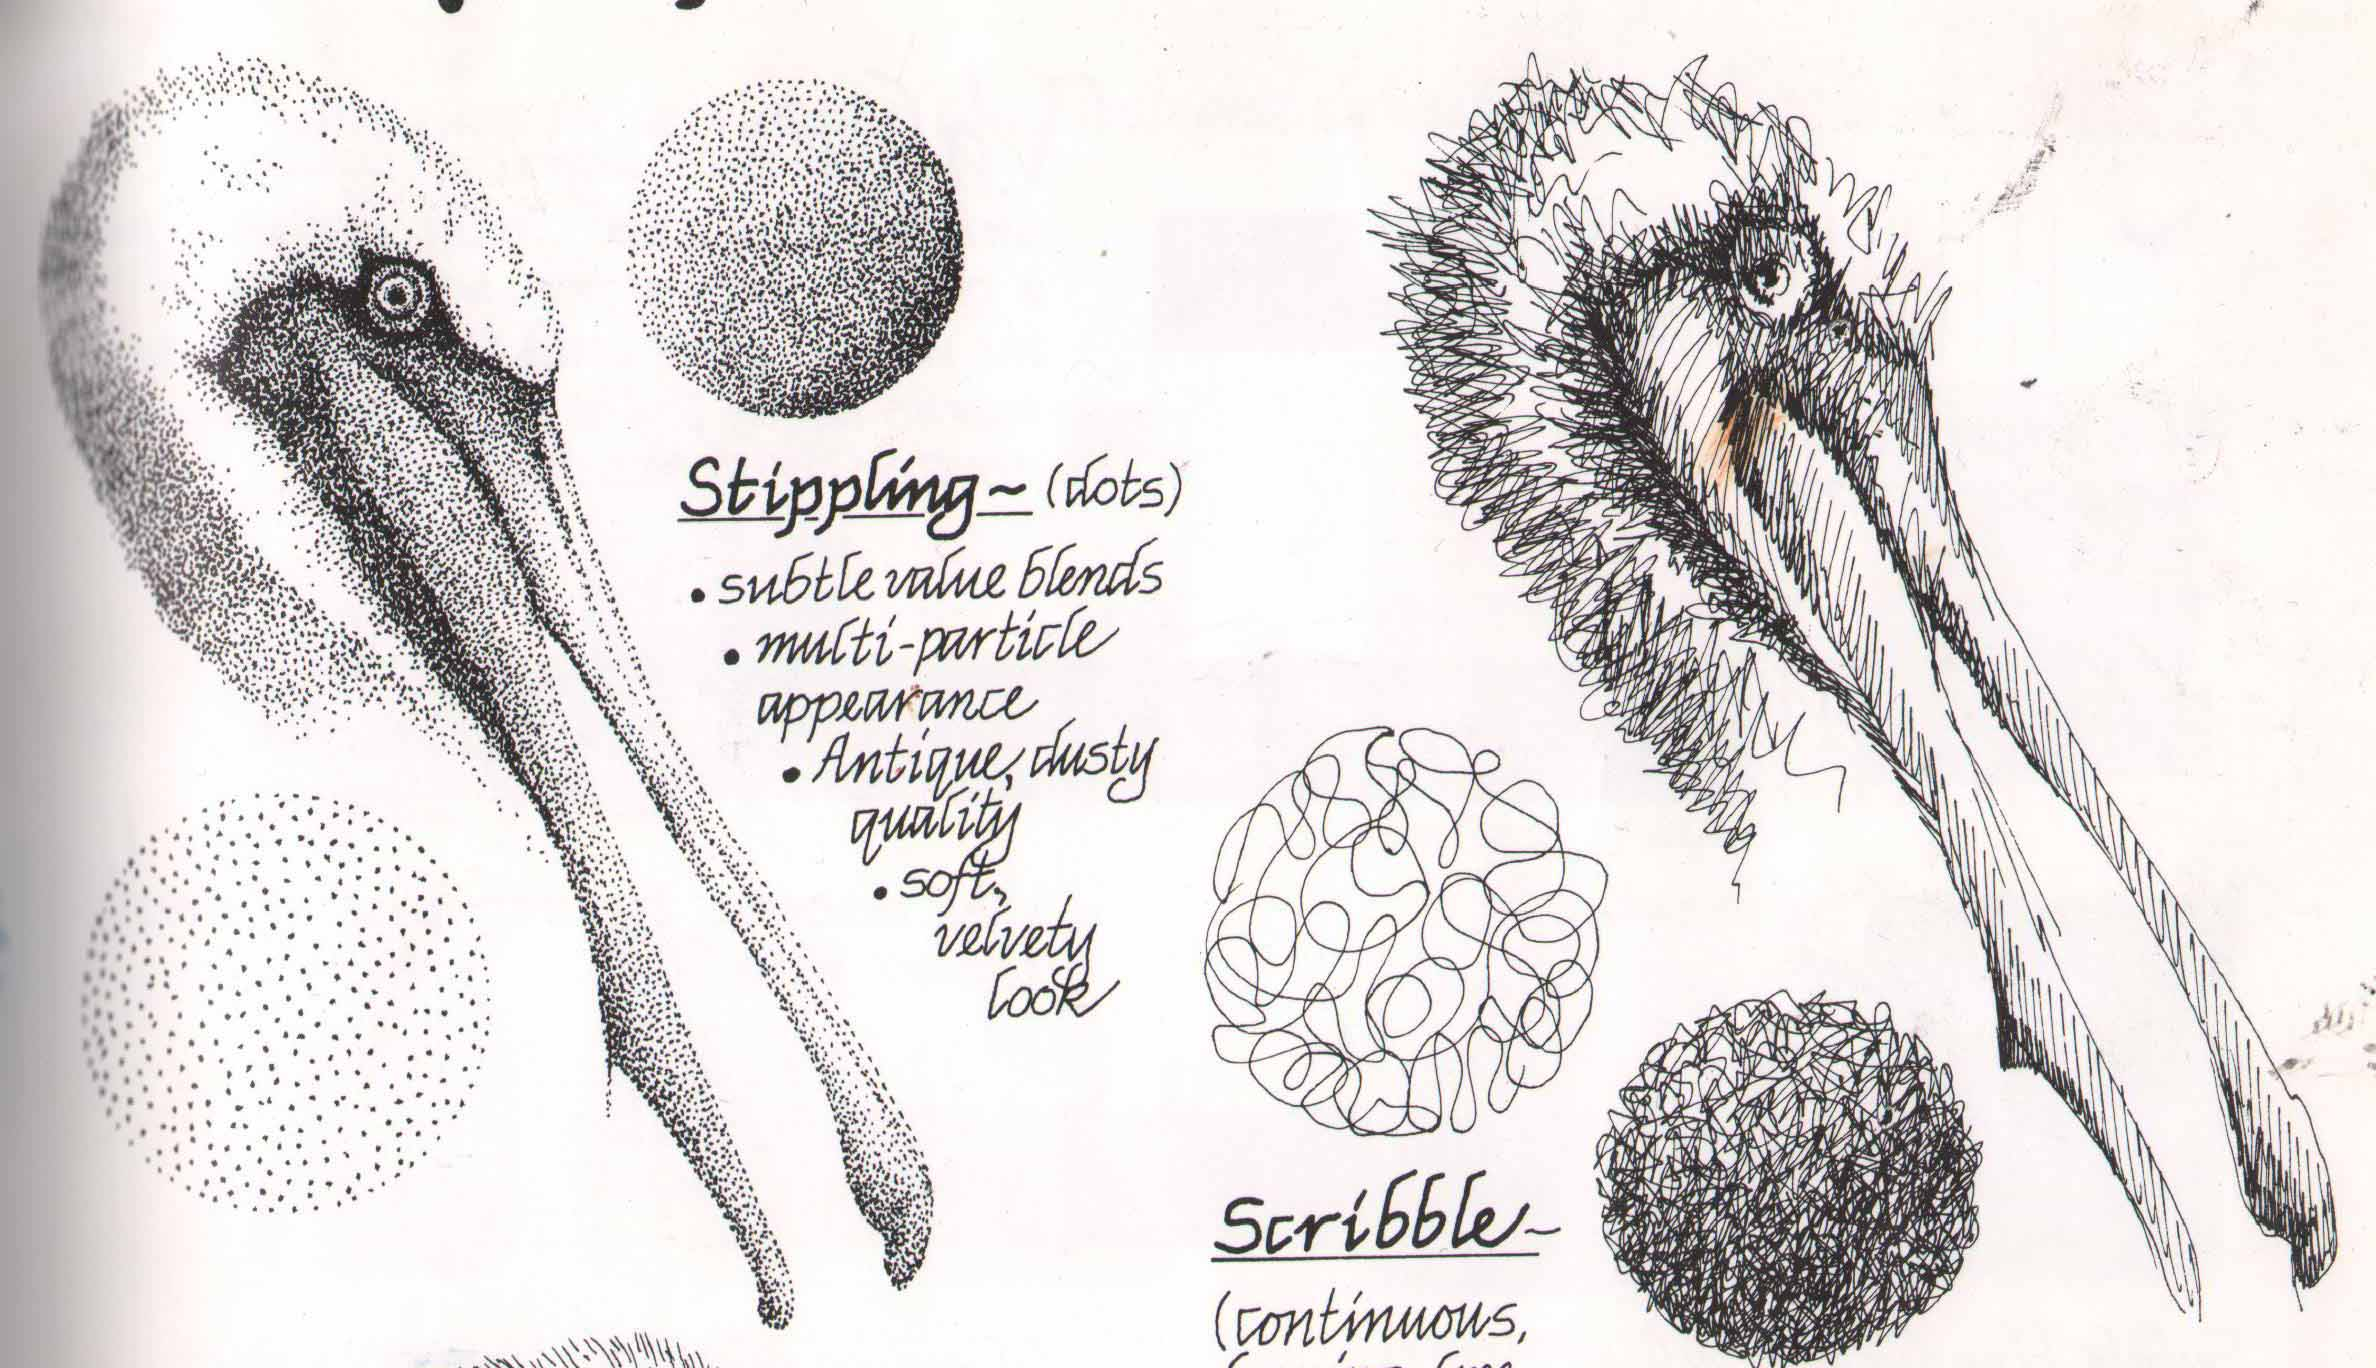 Stippling~ (dots)
• subtle value blends
• multi-particle
appearance
• Antique, dusty
quality
• soft,
velvety
look
Scribble~
(continuous,